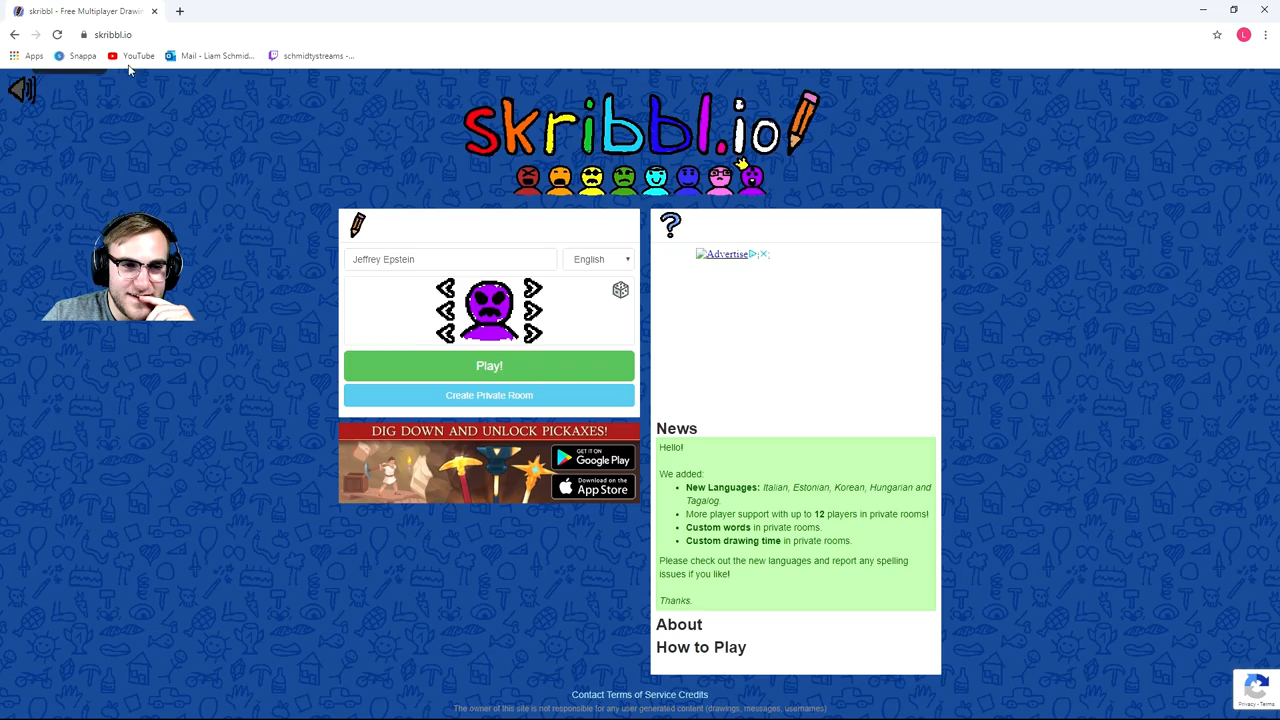 skribbl - Free Multiplayer Drawin
skribbl.io
L
Apps
Snappa
YouTube
Mail - Liam Schmid...
schmidtystreams -...
skribbl.io
Jeffrey Epstein
English
Advertise
Play!
Create Private Room
DIG DOWN AND UNLOCK PICKAXES!
GET IT ON
Google Play
Download on the
App Store
News
Hello!
We added:
New Languages: Italian, Estonian, Korean, Hungarian and
Tagalog.
More player support with up to 12 players in private rooms!
Custom words in private rooms.
Custom drawing time in private rooms.
Please check out the new languages and report any spelling
issues if you like!
Thanks.
About
How to Play
Contact Terms of Service Credits
The owner of this site is not responsible for any user generated content (drawings, messages, usernames)
Privacy - Terms